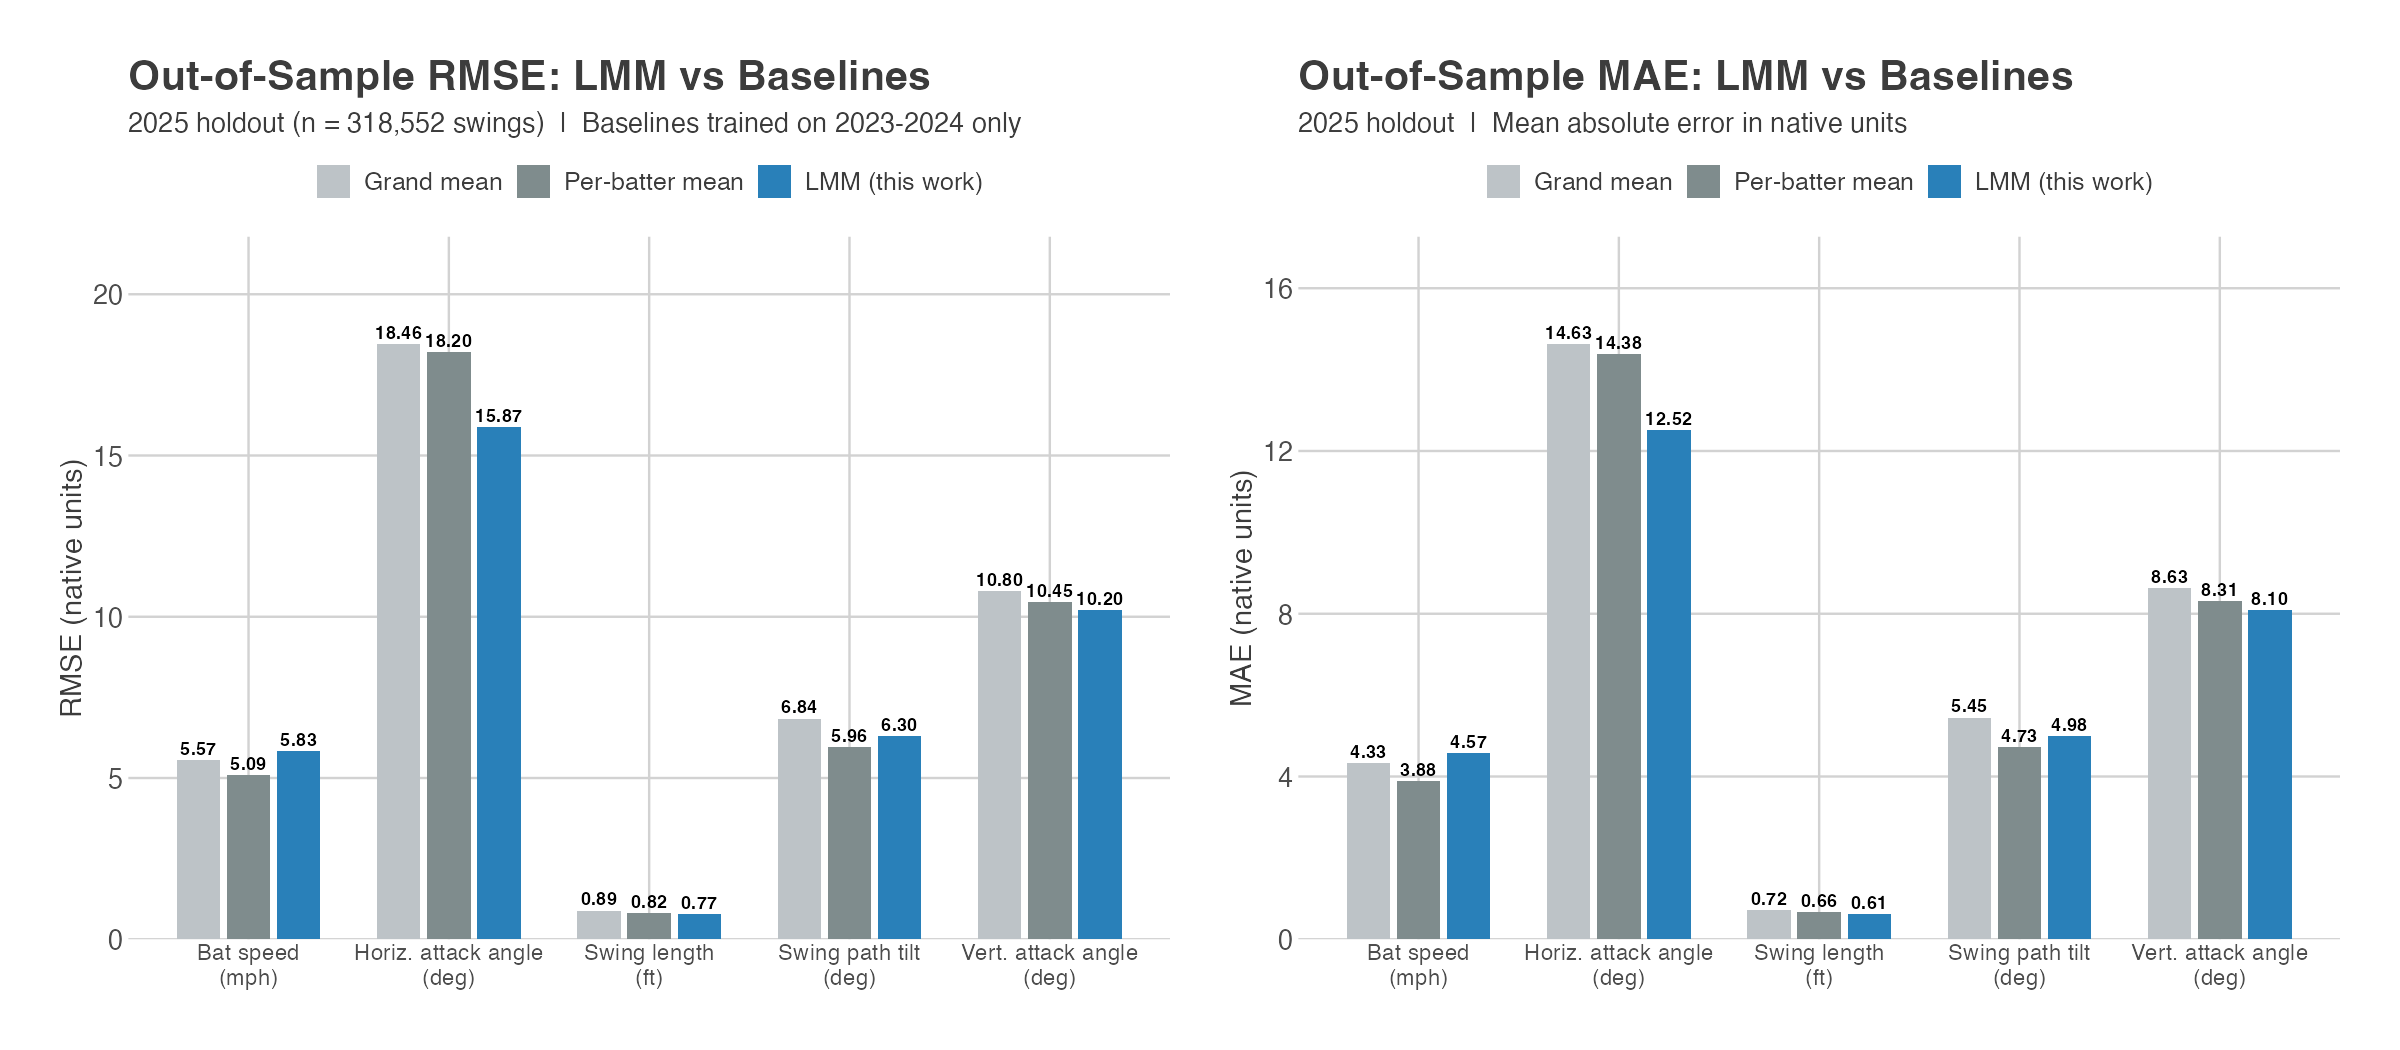 Out-of-Sample RMSE: LMM vs Baselines
2025 holdout (n = 318,552 swings) | Baselines trained on 2023-2024 only
Grand mean Per-batter mean LMM (this work)
RMSE (native units)
20
15
10
5
0
5.57 5.09 5.83
18.46 18.20 15.87
0.89 0.82 0.77
6.84 5.96 6.30
10.80 10.45 10.20
Bat speed
(mph)
Horiz. attack angle
(deg)
Swing length
(ft)
Swing path tilt
(deg)
Vert. attack angle
(deg)
Out-of-Sample MAE: LMM vs Baselines
2025 holdout | Mean absolute error in native units
Grand mean Per-batter mean LMM (this work)
MAE (native units)
16
12
8
4
0
4.33 3.88 4.57
14.63 14.38 12.52
0.72 0.66 0.61
5.45 4.73 4.98
8.63 8.31 8.10
Bat speed
(mph)
Horiz. attack angle
(deg)
Swing length
(ft)
Swing path tilt
(deg)
Vert. attack angle
(deg)